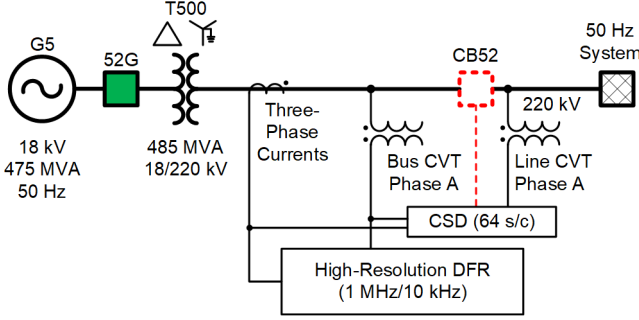 T500
G5
52G
CB52
50 Hz
System
18 kV
475 MVA
50 Hz
485 MVA
18/220 kV
Three-
Phase
Currents
Bus CVT
Phase A
220 kV
Line CVT
Phase A
CSD (64 s/c)
High-Resolution DFR
(1 MHz/10 kHz)